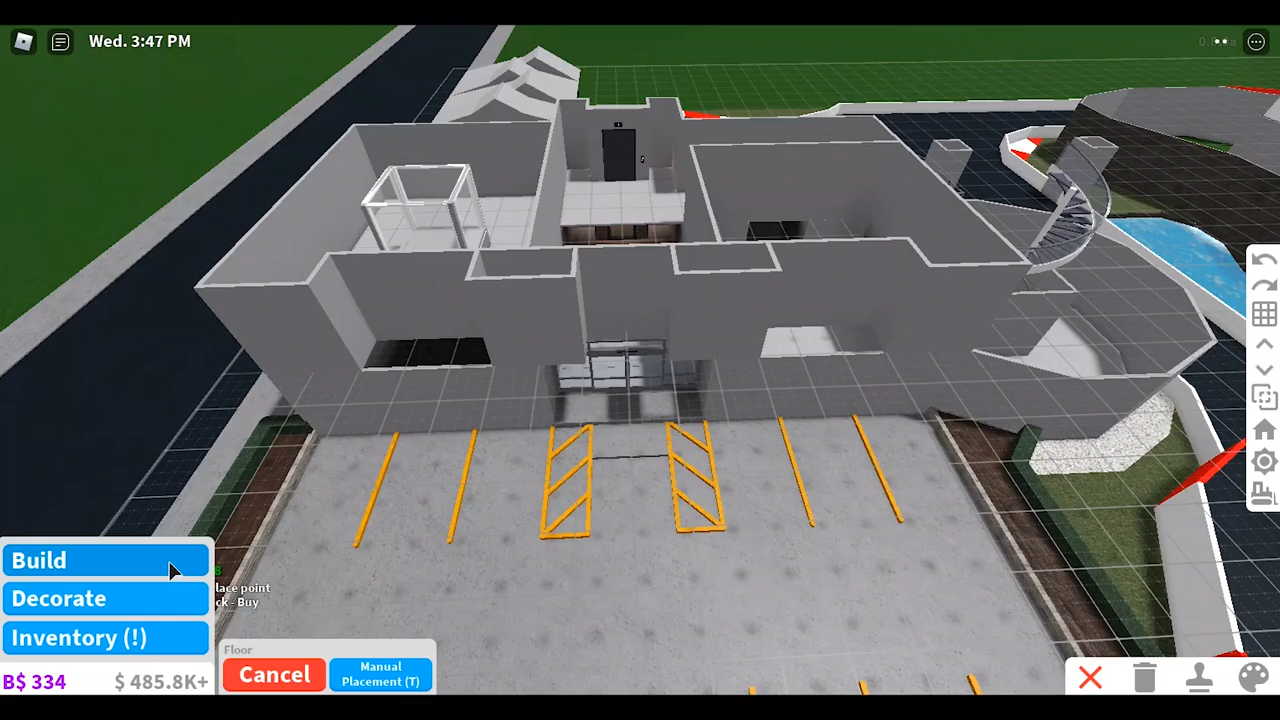 Wed. 3:47 PM
Build
Decorate
Inventory (!)
B$ 334
$ 485.8K+
lace point
ck - Buy
Floor
Cancel
Manual
Placement (T)